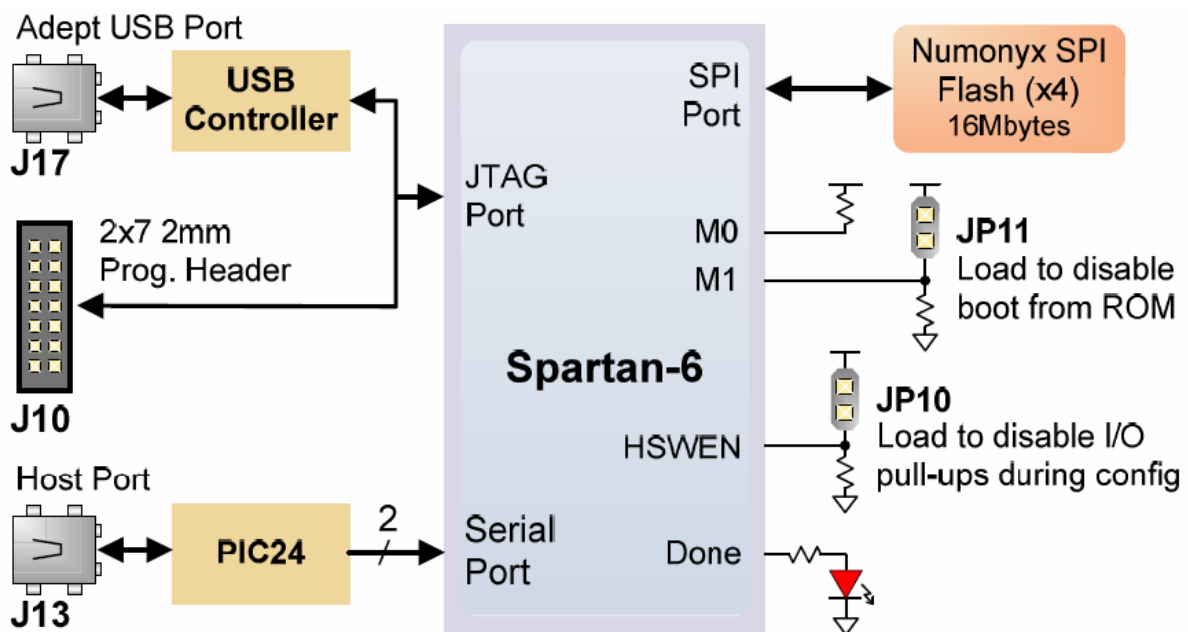 Adept USB Port
USB
Controller
J17
2x7 2mm
Prog. Header
J10
Host Port
PIC24
2
J13
SPI
Port
JTAG
Port
M0
M1
Spartan-6
HSWEN
Serial
Port
Done
Numonyx SPI
Flash (x4)
16Mbytes
JP11
Load to disable
boot from ROM
JP10
Load to disable I/O
pull-ups during config